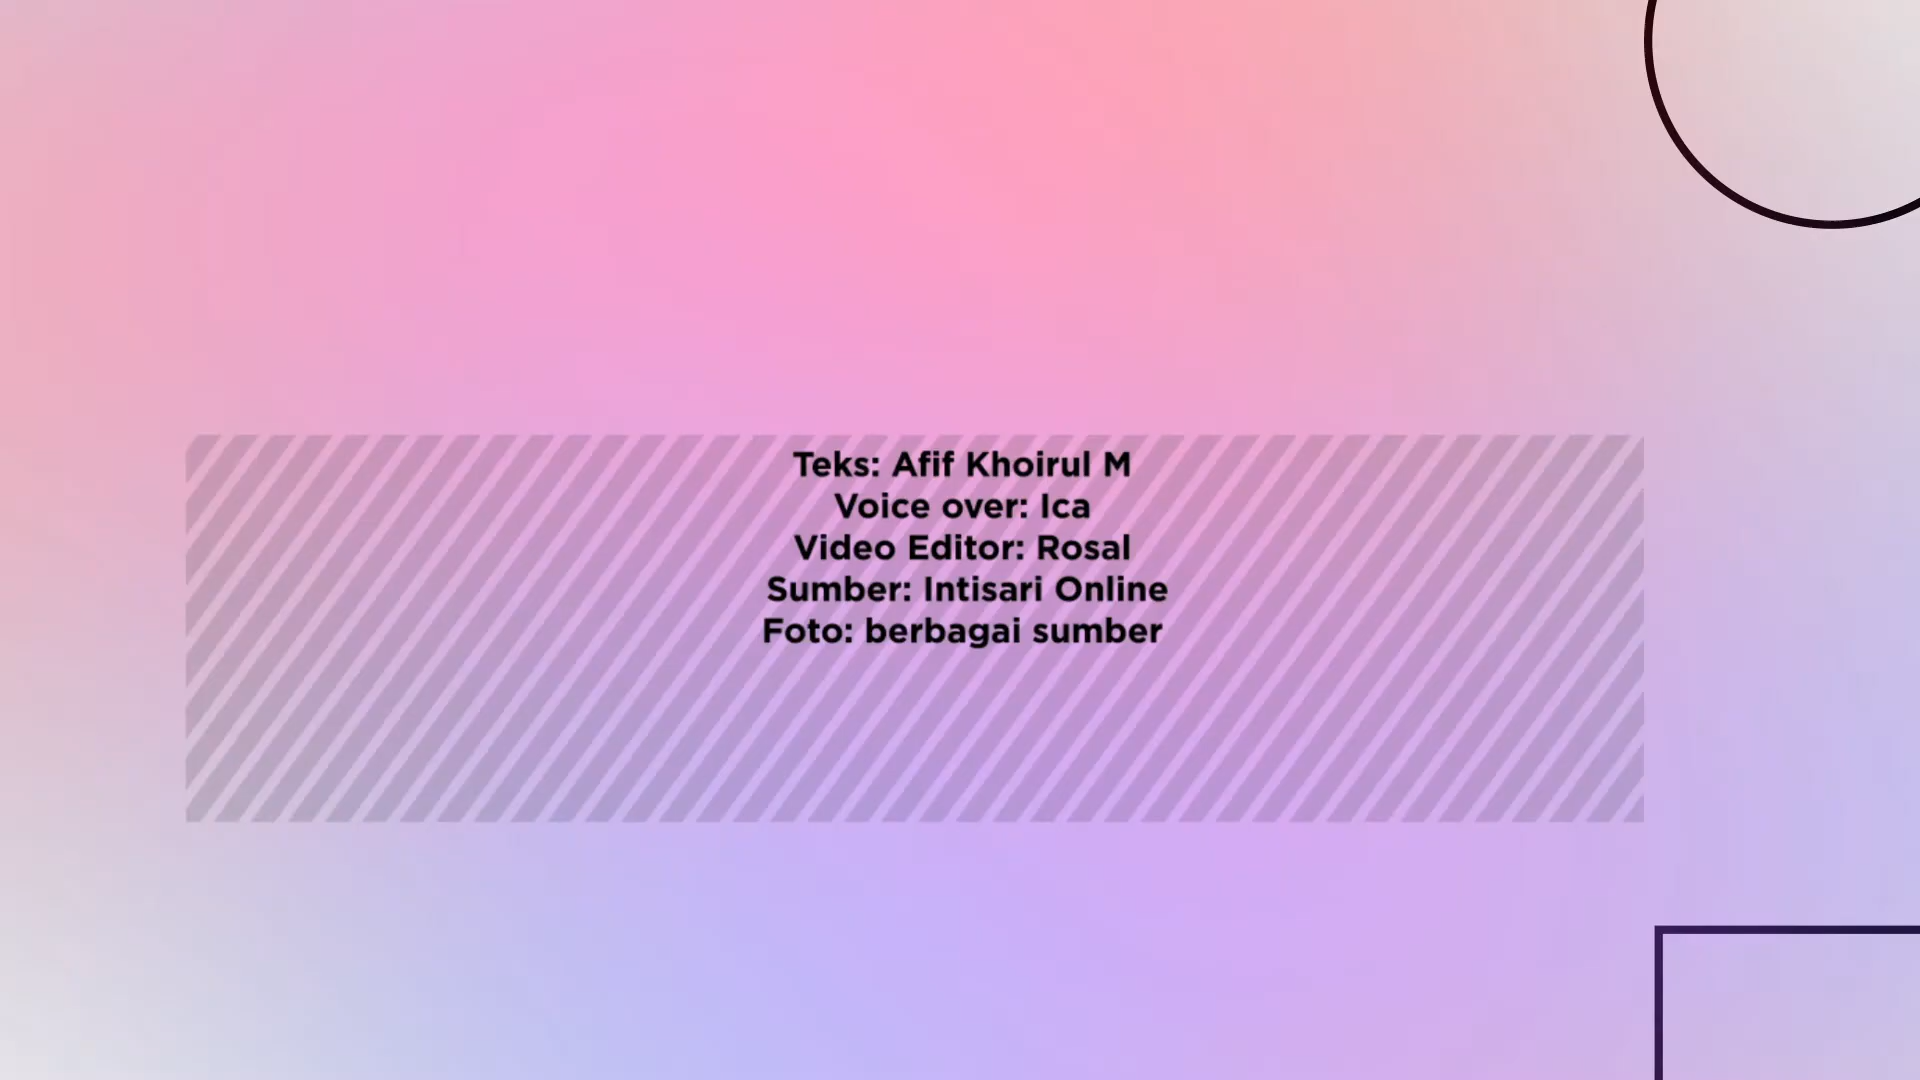 Teks: Afif Khoirul M
Voice over: Ica
Video Editor: Rosal
Sumber: Intisari Online
Foto: berbagai sumber